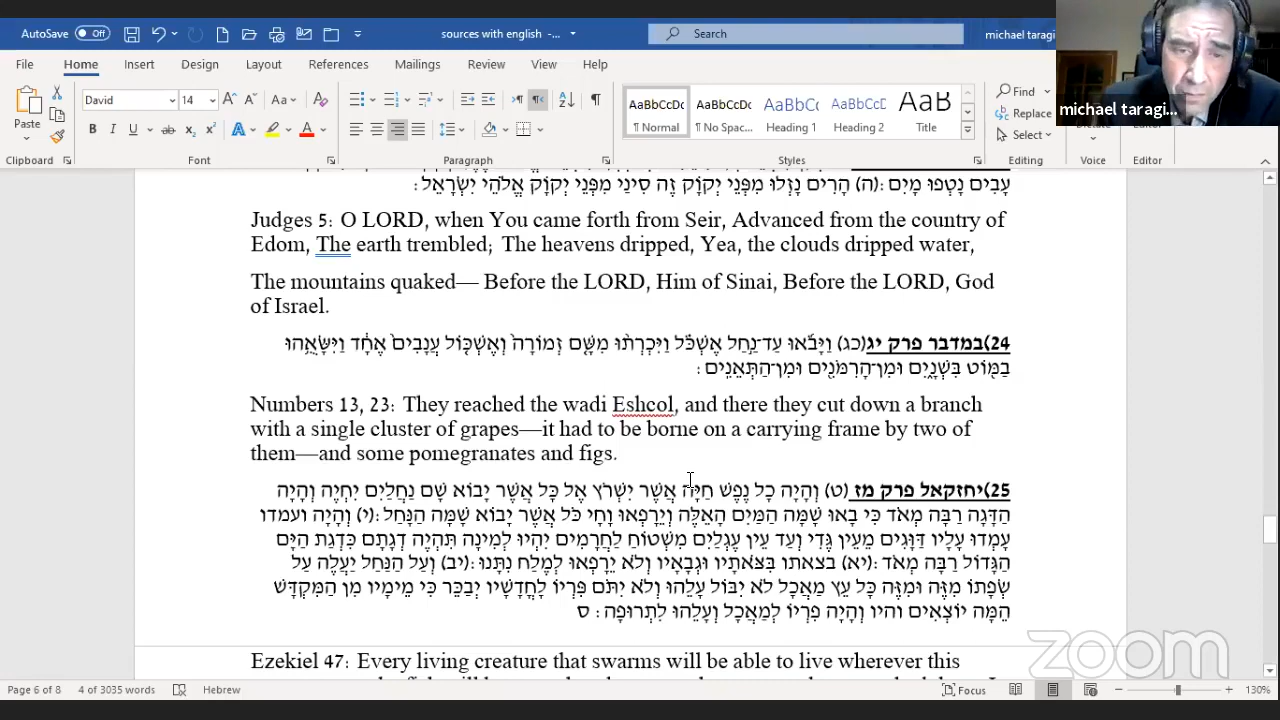 AutoSave Off
sources with english -
Search
michael taragi
File Home Insert Design Layout References Mailings Review View Help
Paste
David 14
Aa
AaBbCcDc AaBbCcDc AaBbCc AaBbCcD AaB
¶ Normal ¶ No Spac... Heading 1 Heading 2 Title
Find
Replace
Select
michael taragi...
Clipboard Font Paragraph Styles Editing Voice Editor
עָבִים נָטְפוּ מָיִם: (ה) הָרִים נָזְלוּ מִפְּנֵי יְקֹוָק זֶה סִינַי מִפְּנֵי יְקֹוָק אֱלֹהֵי יִשְׂרָאֵל:
Judges 5: O LORD, when You came forth from Seir, Advanced from the country of
Edom, The earth trembled; The heavens dripped, Yea, the clouds dripped water,
The mountains quaked— Before the LORD, Him of Sinai, Before the LORD, God
of Israel.
24)במדבר פרק יג(כג) וַיָּבֹ֜אוּ עַד־נַ֣חַל אֶשְׁכֹּ֗ל וַיִּכְרְת֨וּ מִשָּׁ֤ם זְמוֹרָה֙ וְאֶשְׁכּ֤וֹל עֲנָבִים֙ אֶחָ֔ד וַיִּשָּׂאֻ֥הוּ
בַמּ֖וֹט בִּשְׁנָ֑יִם וּמִן־הָרִמֹּנִ֖ים וּמִן־הַתְּאֵנִֽים:
Numbers 13, 23: They reached the wadi Eshcol, and there they cut down a branch
with a single cluster of grapes—it had to be borne on a carrying frame by two of
them—and some pomegranates and figs.
25)יחזקאל פרק מז (ט) וְהָיָה כָל נֶפֶשׁ חַיָּה אֲשֶׁר יִשְׁרֹץ אֶל כָּל אֲשֶׁר יָבוֹא שָׁם נַחֲלַיִם יִחְיֶה וְהָיָה
הַדָּגָה רַבָּה מְאֹד כִּי בָאוּ שָׁמָּה הַמַּיִם הָאֵלֶּה וְיֵרָפְאוּ וָחָי כֹּל אֲשֶׁר יָבוֹא שָׁמָּה הַנָּחַל: (י) וְהָיָה ועמדו
עָמְדוּ עָלָיו דַּוָּגִים מֵעֵין גֶּדִי וְעַד עֵין עֶגְלַיִם מִשְׁטוֹחַ לַחֲרָמִים יִהְיוּ לְמִינָה תִּהְיֶה דְגָתָם כִּדְגַת הַיָּם
הַגָּדוֹל רַבָּה מְאֹד: (יא) בצאתו בִּצֹּאתָיו וּגְבָאָיו וְלֹא יֵרָפְאוּ לְמֶלַח נִתָּנוּ: (יב) וְעַל הַנַּחַל יַעֲלֶה עַל
שְׂפָתוֹ מִזֶּה וּמִזֶּה כָּל עֵץ מַאֲכָל לֹא יִבּוֹל עָלֵהוּ וְלֹא יִתֹּם פִּרְיוֹ לָחֳדָשָׁיו יְבַכֵּר כִּי מֵימָיו מִן הַמִּקְדָּשׁ
הֵמָּה יוֹצְאִים והיו וְהָיָה פִרְיוֹ לְמַאֲכָל וְעָלֵהוּ לִתְרוּפָה: ס
Ezekiel 47: Every living creature that swarms will be able to live wherever this
zoom
Page 6 of 8 4 of 3035 words Hebrew Focus 130%